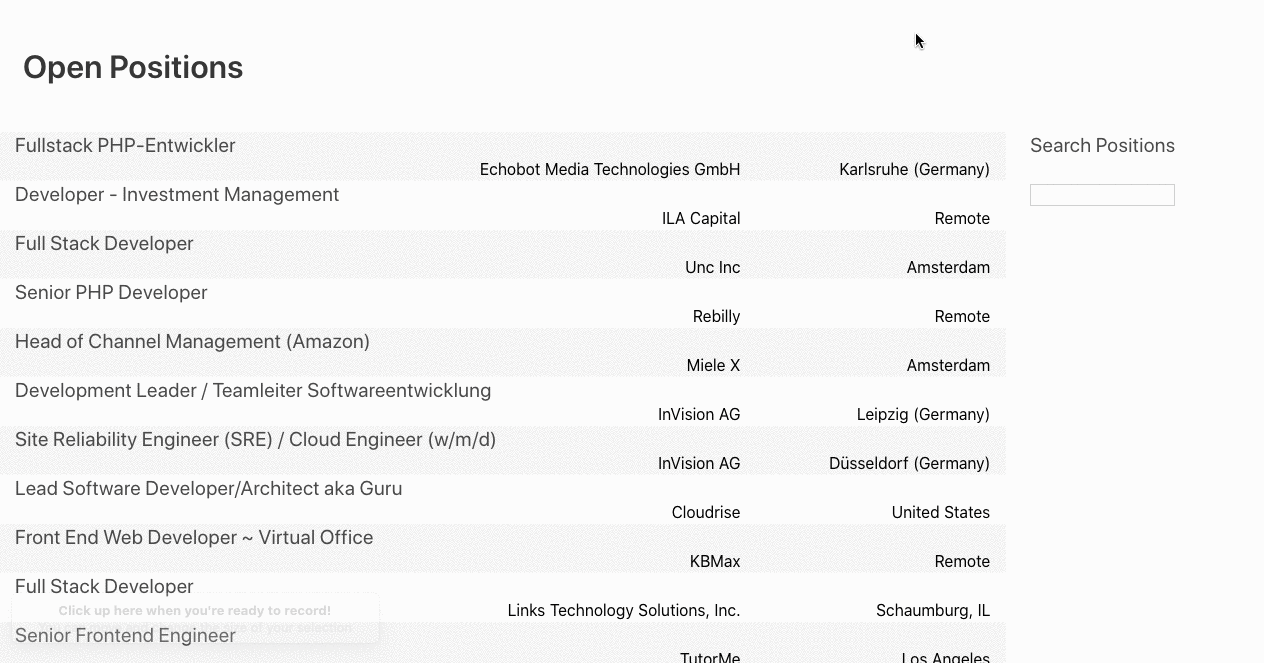 Open Positions
Fullstack PHP-Entwickler
Search Positions
Echobot Media Technologies GmbH Karlsruhe (Germany)
Developer - Investment Management
ILA Capital Remote
Full Stack Developer
Unc Inc Amsterdam
Senior PHP Developer
Rebilly Remote
Head of Channel Management (Amazon)
Miele X Amsterdam
Development Leader / Teamleiter Softwareentwicklung
InVision AG Leipzig (Germany)
Site Reliability Engineer (SRE) / Cloud Engineer (w/m/d)
InVision AG Düsseldorf (Germany)
Lead Software Developer/Architect aka Guru
Cloudrise United States
Front End Web Developer ~ Virtual Office
KBMax Remote
Full Stack Developer
Click up here when you're ready to record!
Links Technology Solutions, Inc. Schaumburg, IL
You can move and change the size of your selection
Senior Frontend Engineer
TutorMe Los Angeles